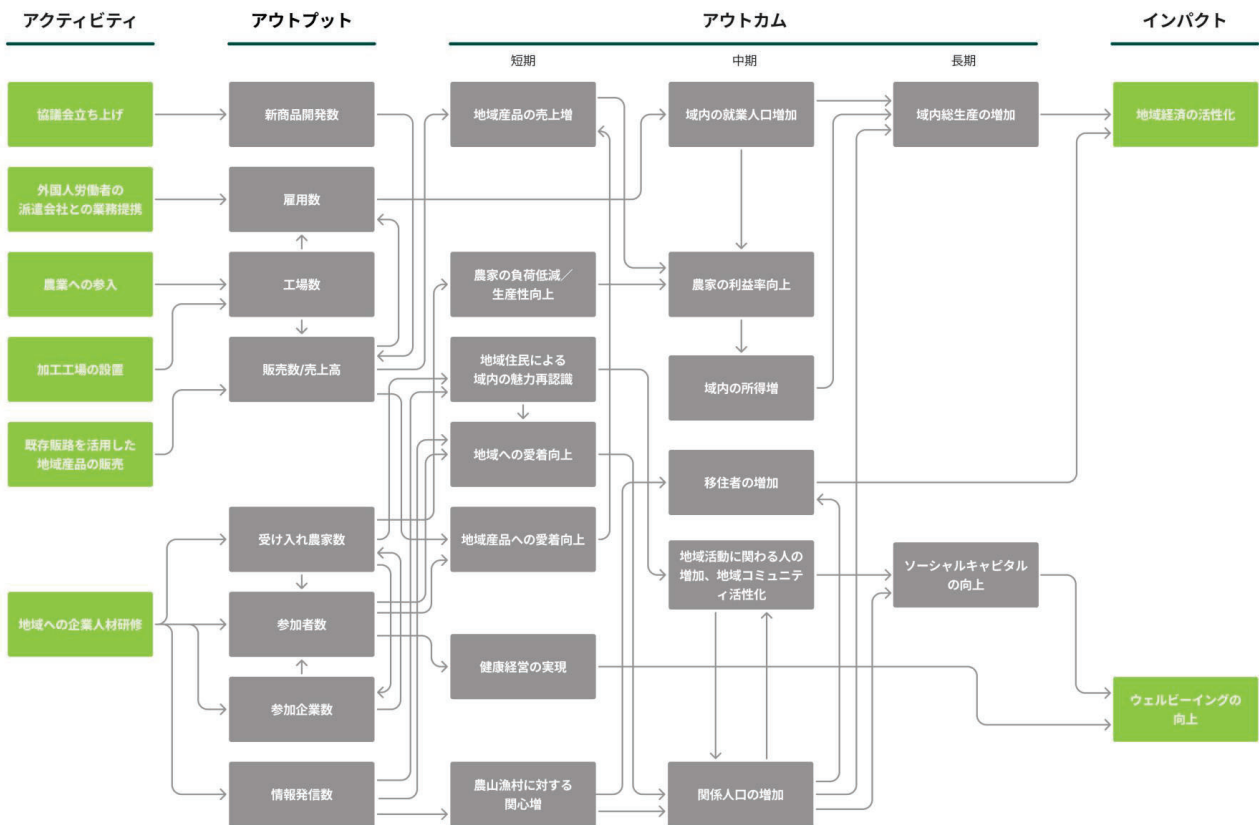 アクティビティ
アウトプット
アウトカム
インパクト
短期
中期
長期
協議会立ち上げ
外国人労働者の
派遣会社との業務提携
農業への参入
加工工場の設置
既存販路を活用した
地域産品の販売
地域への企業人材研修
新商品開発数
雇用数
工場数
販売数/売上高
受け入れ農家数
参加者数
参加企業数
情報発信数
地域産品の売上増
農家の負荷低減／
生産性向上
地域住民による
域内の魅力再認識
地域への愛着向上
地域産品への愛着向上
健康経営の実現
農山漁村に対する
関心増
域内の就業人口増加
農家の利益率向上
域内の所得増
移住者の増加
地域活動に関わる人の
増加、地域コミュニテ
ィ活性化
関係人口の増加
域内総生産の増加
ソーシャルキャピタル
の向上
地域経済の活性化
ウェルビーイングの
向上